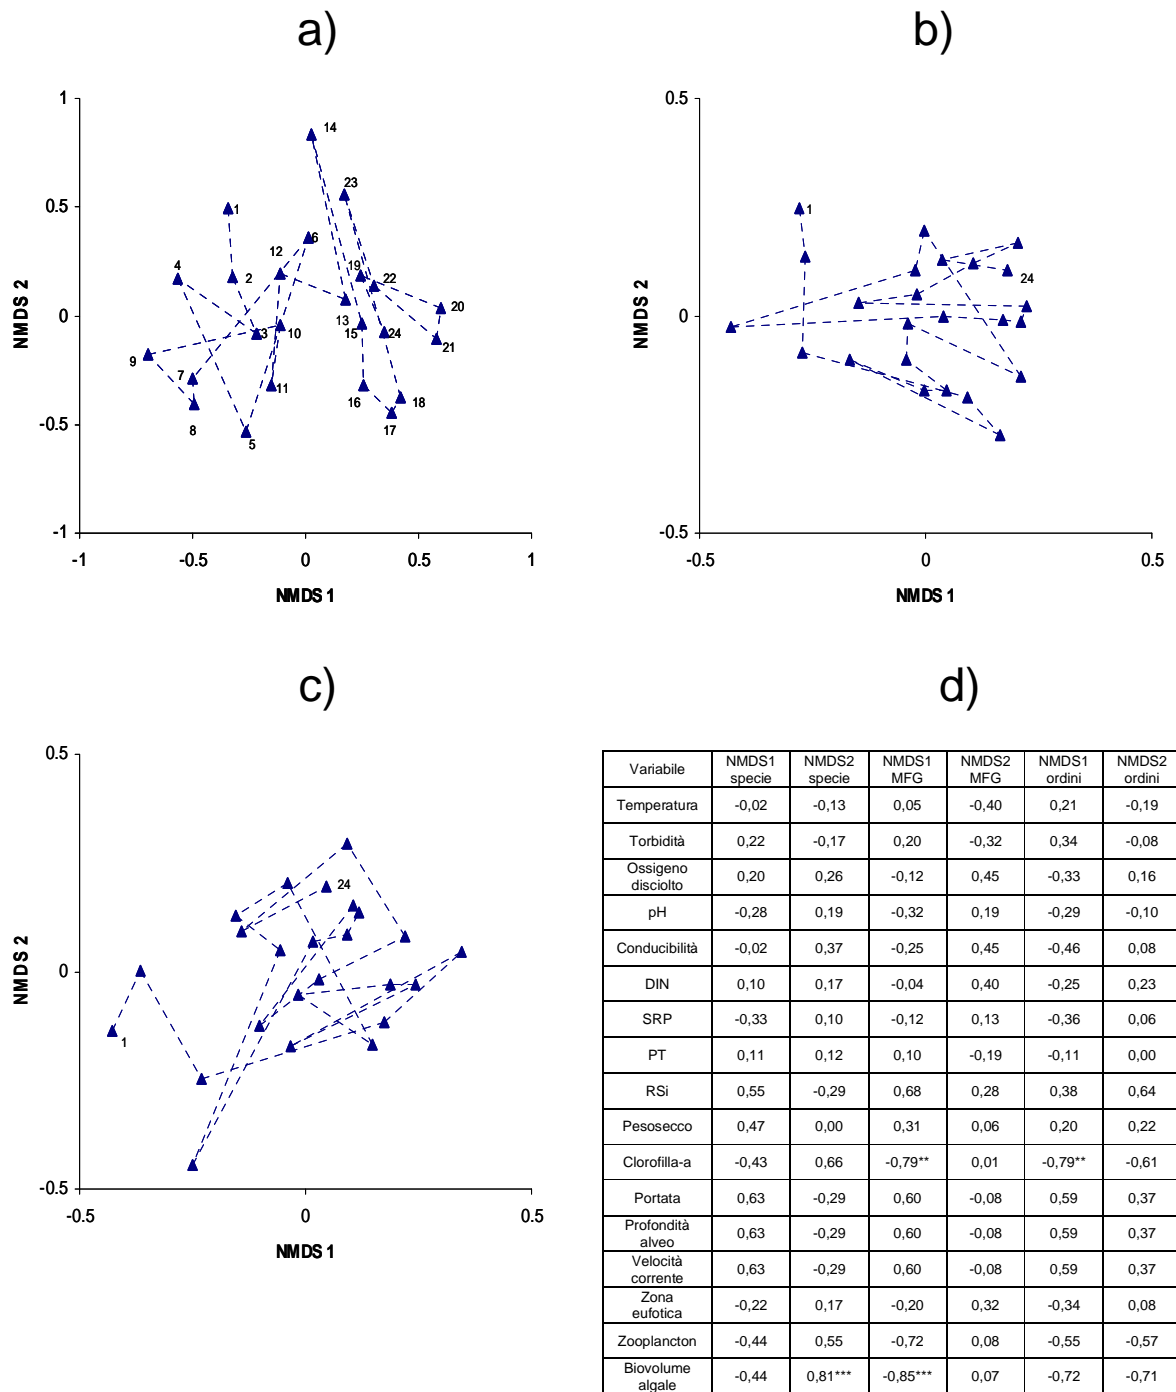 a)
b)
1
0.5
0
-0.5
-1
-1
-0.5
0
0.5
1
NMDS 1
NMDS 2
14
23
1
6
12
4
2
19
22
20
3
10
13
15
24
21
9
7
11
16
18
8
5
17
0.5
0
-0.5
-0.5
0
0.5
NMDS 1
NMDS 2
1
24
c)
d)
0.5
0
-0.5
-0.5
0
0.5
NMDS 1
NMDS 2
24
1
Variabile NMDS1 specie NMDS2 specie NMDS1 MFG NMDS2 MFG NMDS1 ordini NMDS2 ordini
Temperatura -0,02 -0,13 0,05 -0,40 0,21 -0,19
Torbidità 0,22 -0,17 0,20 -0,32 0,34 -0,08
Ossigeno disciolto 0,20 0,26 -0,12 0,45 -0,33 0,16
pH -0,28 0,19 -0,32 0,19 -0,29 -0,10
Conducibilità -0,02 0,37 -0,25 0,45 -0,46 0,08
DIN 0,10 0,17 -0,04 0,40 -0,25 0,23
SRP -0,33 0,10 -0,12 0,13 -0,36 0,06
PT 0,11 0,12 0,10 -0,19 -0,11 0,00
RSi 0,55 -0,29 0,68 0,28 0,38 0,64
Pesosecco 0,47 0,00 0,31 0,06 0,20 0,22
Clorofilla-a -0,43 0,66 -0,79** 0,01 -0,79** -0,61
Portata 0,63 -0,29 0,60 -0,08 0,59 0,37
Profondità alveo 0,63 -0,29 0,60 -0,08 0,59 0,37
Velocità corrente 0,63 -0,29 0,60 -0,08 0,59 0,37
Zona eufotica -0,22 0,17 -0,20 0,32 -0,34 0,08
Zooplancton -0,44 0,55 -0,72 0,08 -0,55 -0,57
Biovolume algale -0,44 0,81*** -0,85*** 0,07 -0,72 -0,71